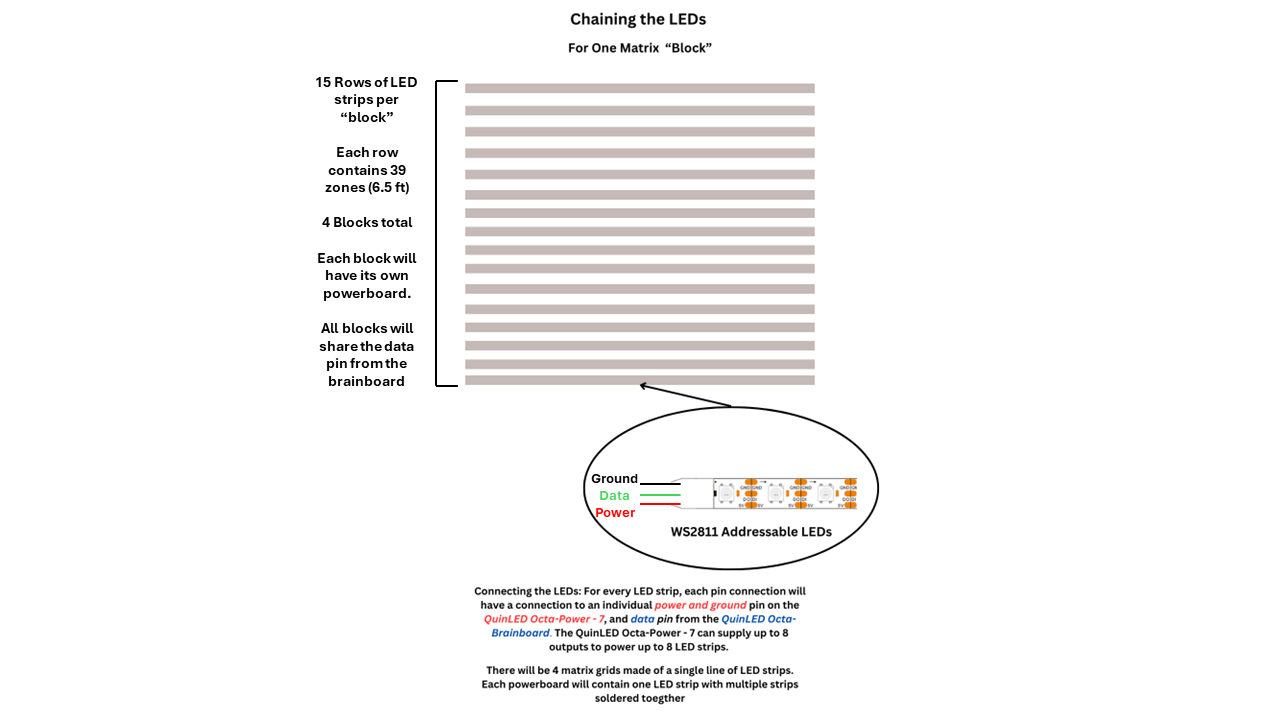 Chaining the LEDs
For One Matrix “Block”
15 Rows of LED
strips per
“block”
Each row
contains 39
zones (6.5 ft)
4 Blocks total
Each block will
have its own
powerboard.
All blocks will
share the data
pin from the
brainboard
Ground
Data
Power
WS2811 Addressable LEDs
Connecting the LEDs: For every LED strip, each pin connection will
have a connection to an individual power and ground pin on the
QuinLED Octa-Power - 7, and data pin from the QuinLED Octa-
Brainboard. The QuinLED Octa-Power - 7 can supply up to 8
outputs to power up to 8 LED strips.
There will be 4 matrix grids made of a single line of LED strips.
Each powerboard will contain one LED strip with multiple strips
soldered toegther